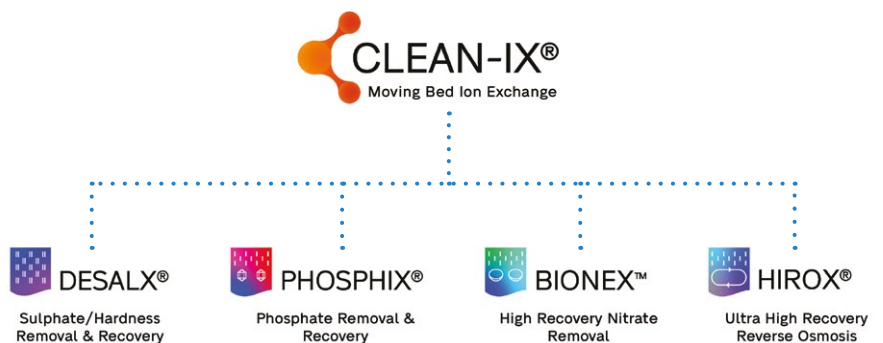 CLEAN-IX®
Moving Bed Ion Exchange
DESALX®
Sulphate/Hardness
Removal & Recovery
PHOSPHIX®
Phosphate Removal &
Recovery
BIONEX™
High Recovery Nitrate
Removal
HIROX®
Ultra High Recovery
Reverse Osmosis